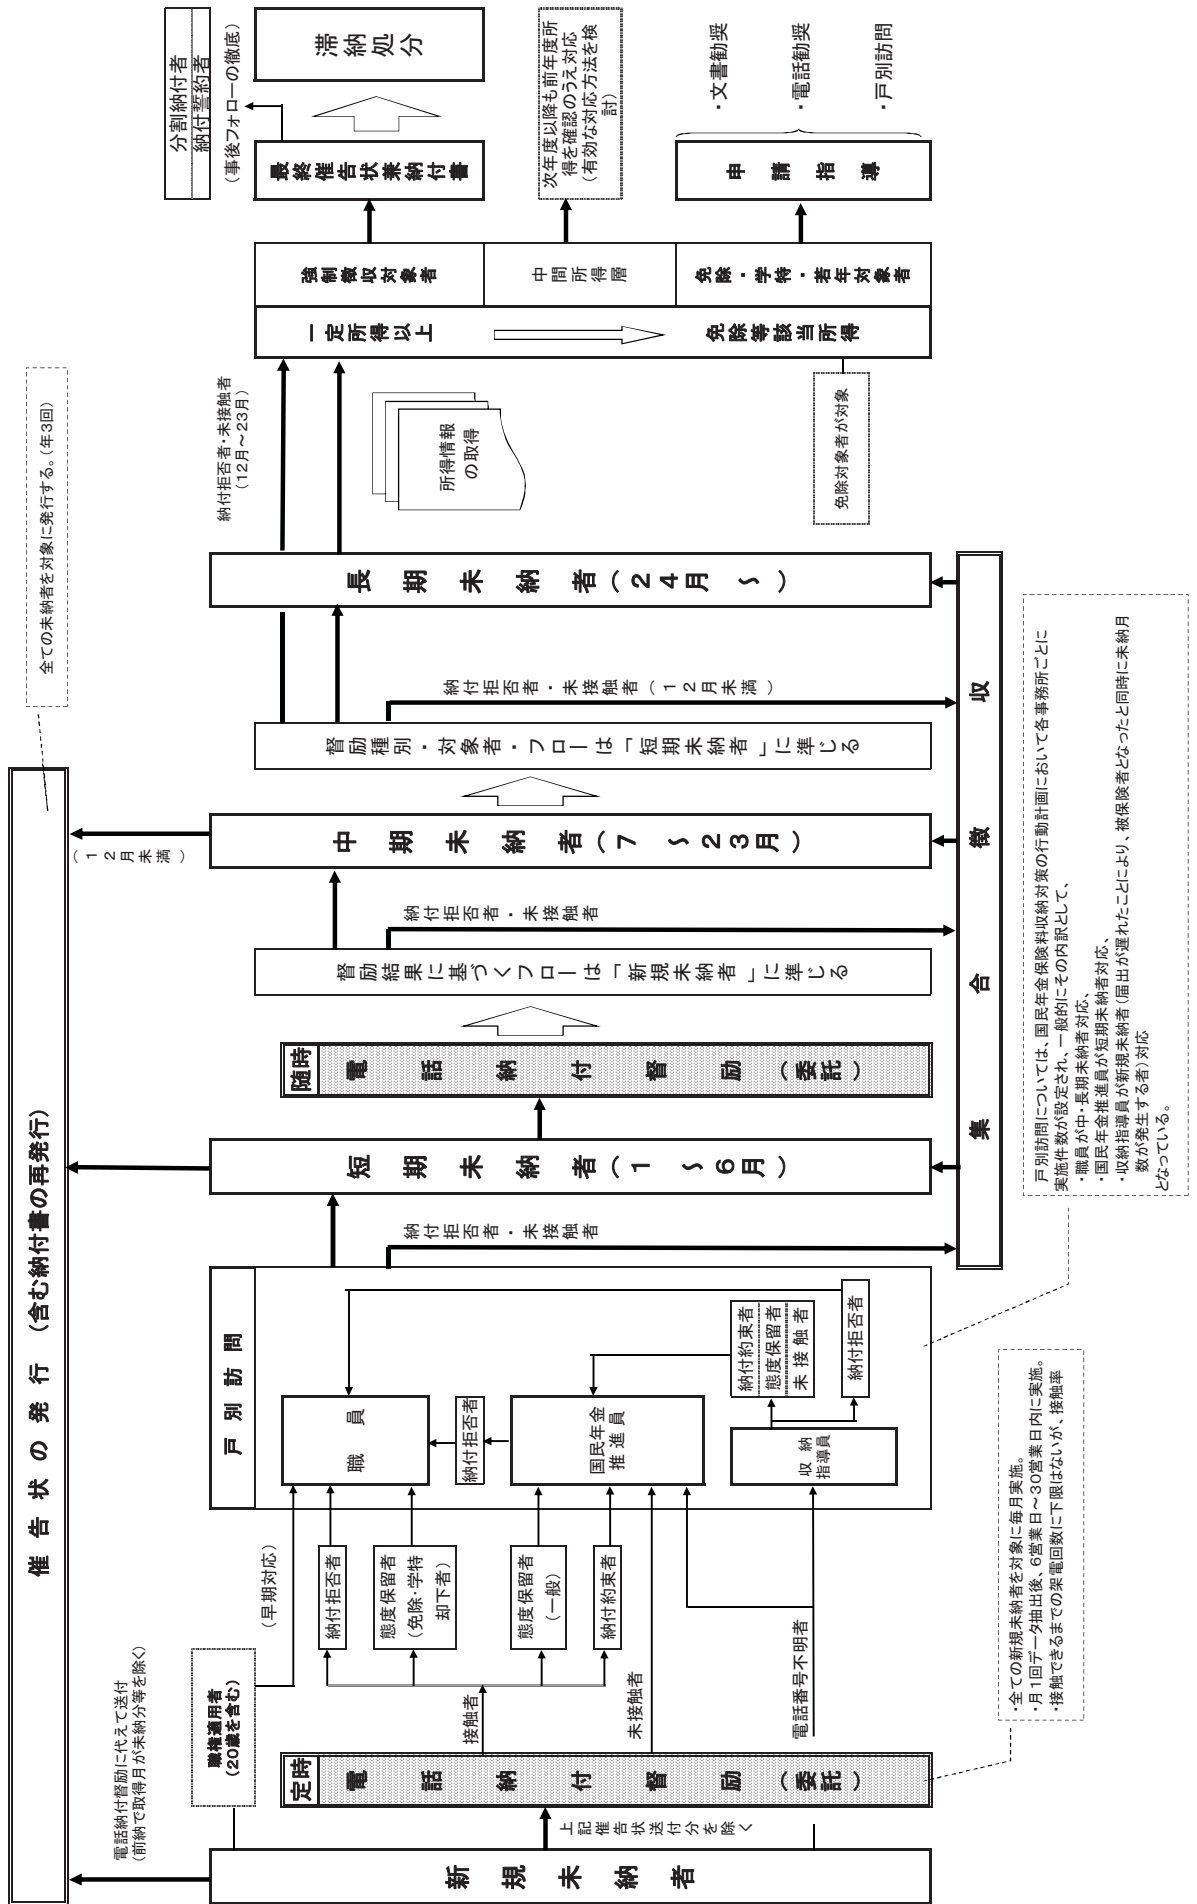 催告状の発行（含む納付書の再発行）
全ての未納者を対象に発行する。（年3回）
電話納付督励に代えて送付
（前納で取得月が未納分等を除く）
（12月未満）
新規未納者
上記催告状送付分を除く
職権適用者
（20歳を含む）
（早期対応）
定時
電話納付督励（委託）
接触者
未接触者
電話番号不明者
納付拒否者
態度保留者
（免除・学特
却下者）
態度保留者
（一般）
納付約束者
戸別訪問
職員
納付拒否者
国民年金
推進員
収納
指導員
納付約束者
態度保留者
未接触者
納付拒否者
納付拒否者・未接触者
短期未納者（1～6月）
随時
電話納付督励（委託）
督励結果に基づくフローは「新規未納者」に準じる
納付拒否者・未接触者
中期未納者（7～23月）
督励種別・対象者・フローは「短期未納者」に準じる
納付拒否者・未接触者（12月未満）
長期未納者（24月～）
集合徴収
納付拒否者・未接触者
（12月～23月）
所得情報
の取得
免除対象者が対象
一定所得以上
免除等該当所得
強制徴収対象者
中間所得層
免除・学特・若年対象者
最終催告状兼納付書
分割納付者
納付誓約者
（事後フォローの徹底）
滞納処分
次年度以降も前年度所
得を確認のうえ対応
（有効な対応方法を検
討）
申請指導
・文書勧奨
・電話勧奨
・戸別訪問
・全ての新規未納者を対象に毎月実施。
・月1回データ抽出後、6営業日～30営業日内に実施。
・接触できるまでの架電回数に下限はないが、接触率
戸別訪問については、国民年金保険料収納対策の行動計画において各事務所ごとに
実施件数が設定され、一般的にその内訳として、
・職員が中・長期未納者対応、
・国民年金推進員が短期未納者対応、
・収納指導員が新規未納者（届出が遅れたことにより、被保険者となったと同時に未納月
数が発生する者）対応
となっている。